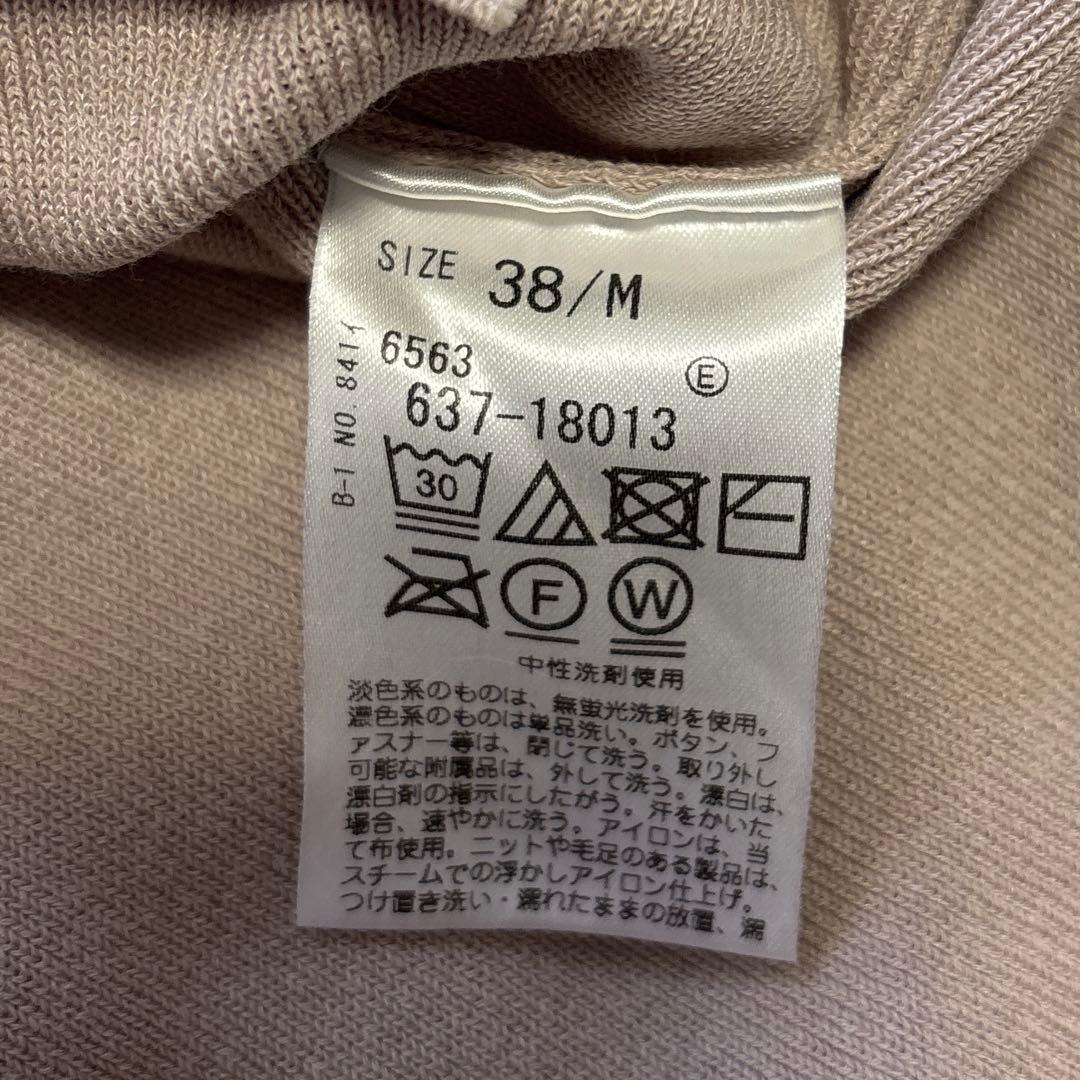 SIZE 38/M
B-1 NO.841イ
6563
E
637-18013
30
F
W
中性洗剤使用
淡色系のものは、無蛍光洗剤を使用。
濃色系のものは単品洗い。ボタン、フ
ァスナー等は、閉じて洗う。取り外し
可能な附属品は、外して洗う。漂白は、
漂白剤の指示にしたがう。汗をかいた
場合、速やかに洗う。アイロンは、当
て布使用。ニットや毛足のある製品は、
スチームでの浮かしアイロン仕上げ。
つけ置き洗い・濡れたままの放置、濡